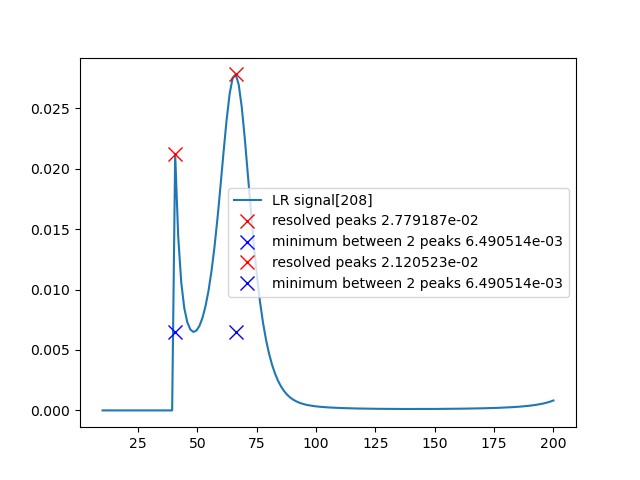 0.025
0.020
0.015
0.010
0.005
0.000
LR signal[208]
resolved peaks 2.779187e-02
minimum between 2 peaks 6.490514e-03
resolved peaks 2.120523e-02
minimum between 2 peaks 6.490514e-03
25 50 75 100 125 150 175 200